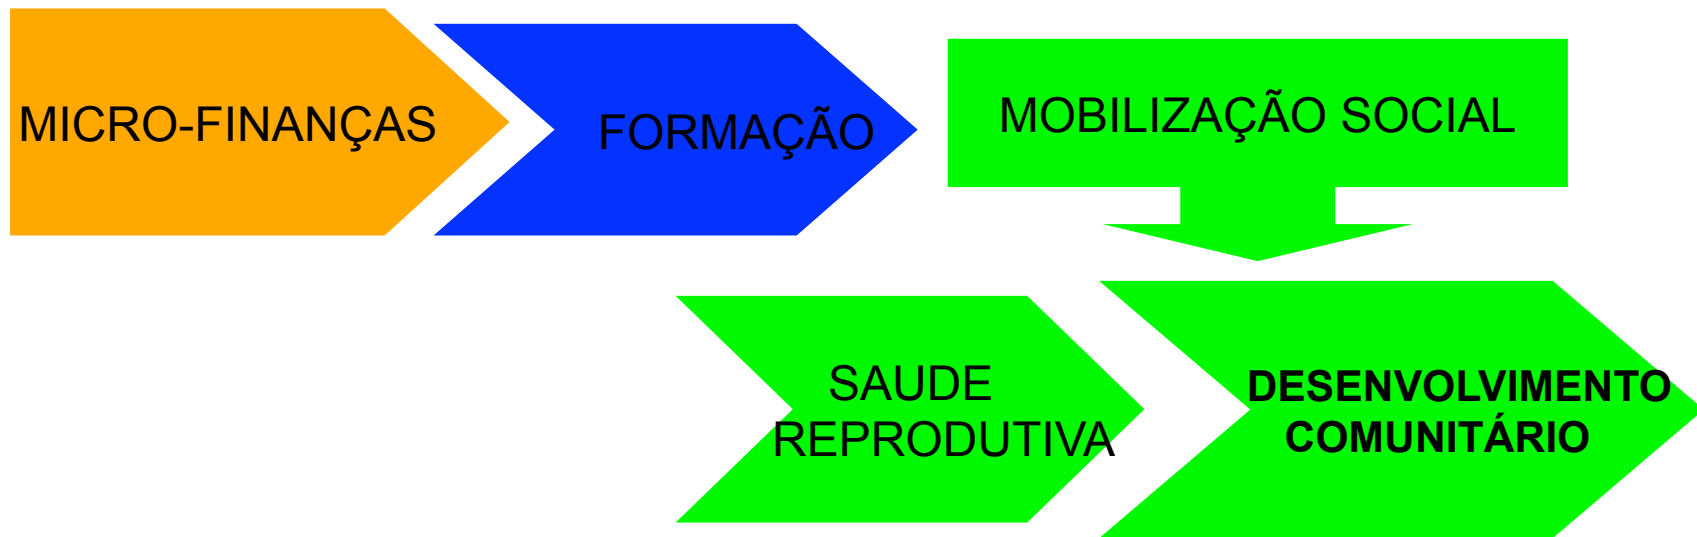 MICRO-FINANÇAS
FORMAÇÃO
MOBILIZAÇÃO SOCIAL
SAUDE
REPRODUTIVA
DESENVOLVIMENTO
COMUNITÁRIO